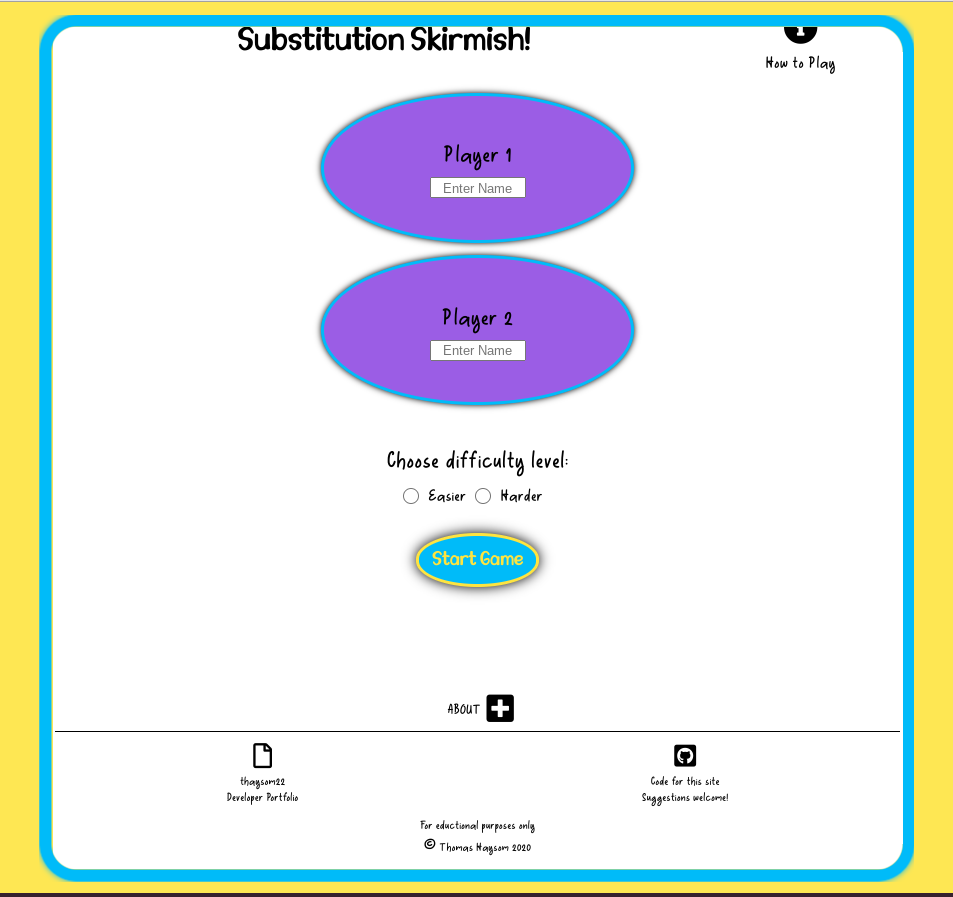 Substitution Skirmish!
How to Play
Player 1
Enter Name
Player 2
Enter Name
Choose difficulty level:
Easier Harder
Start Game
ABOUT
thaysom22
Developer Portfolio
Code for this site
Suggestions welcome!
For eductional purposes only
© Thomas Haysom 2020